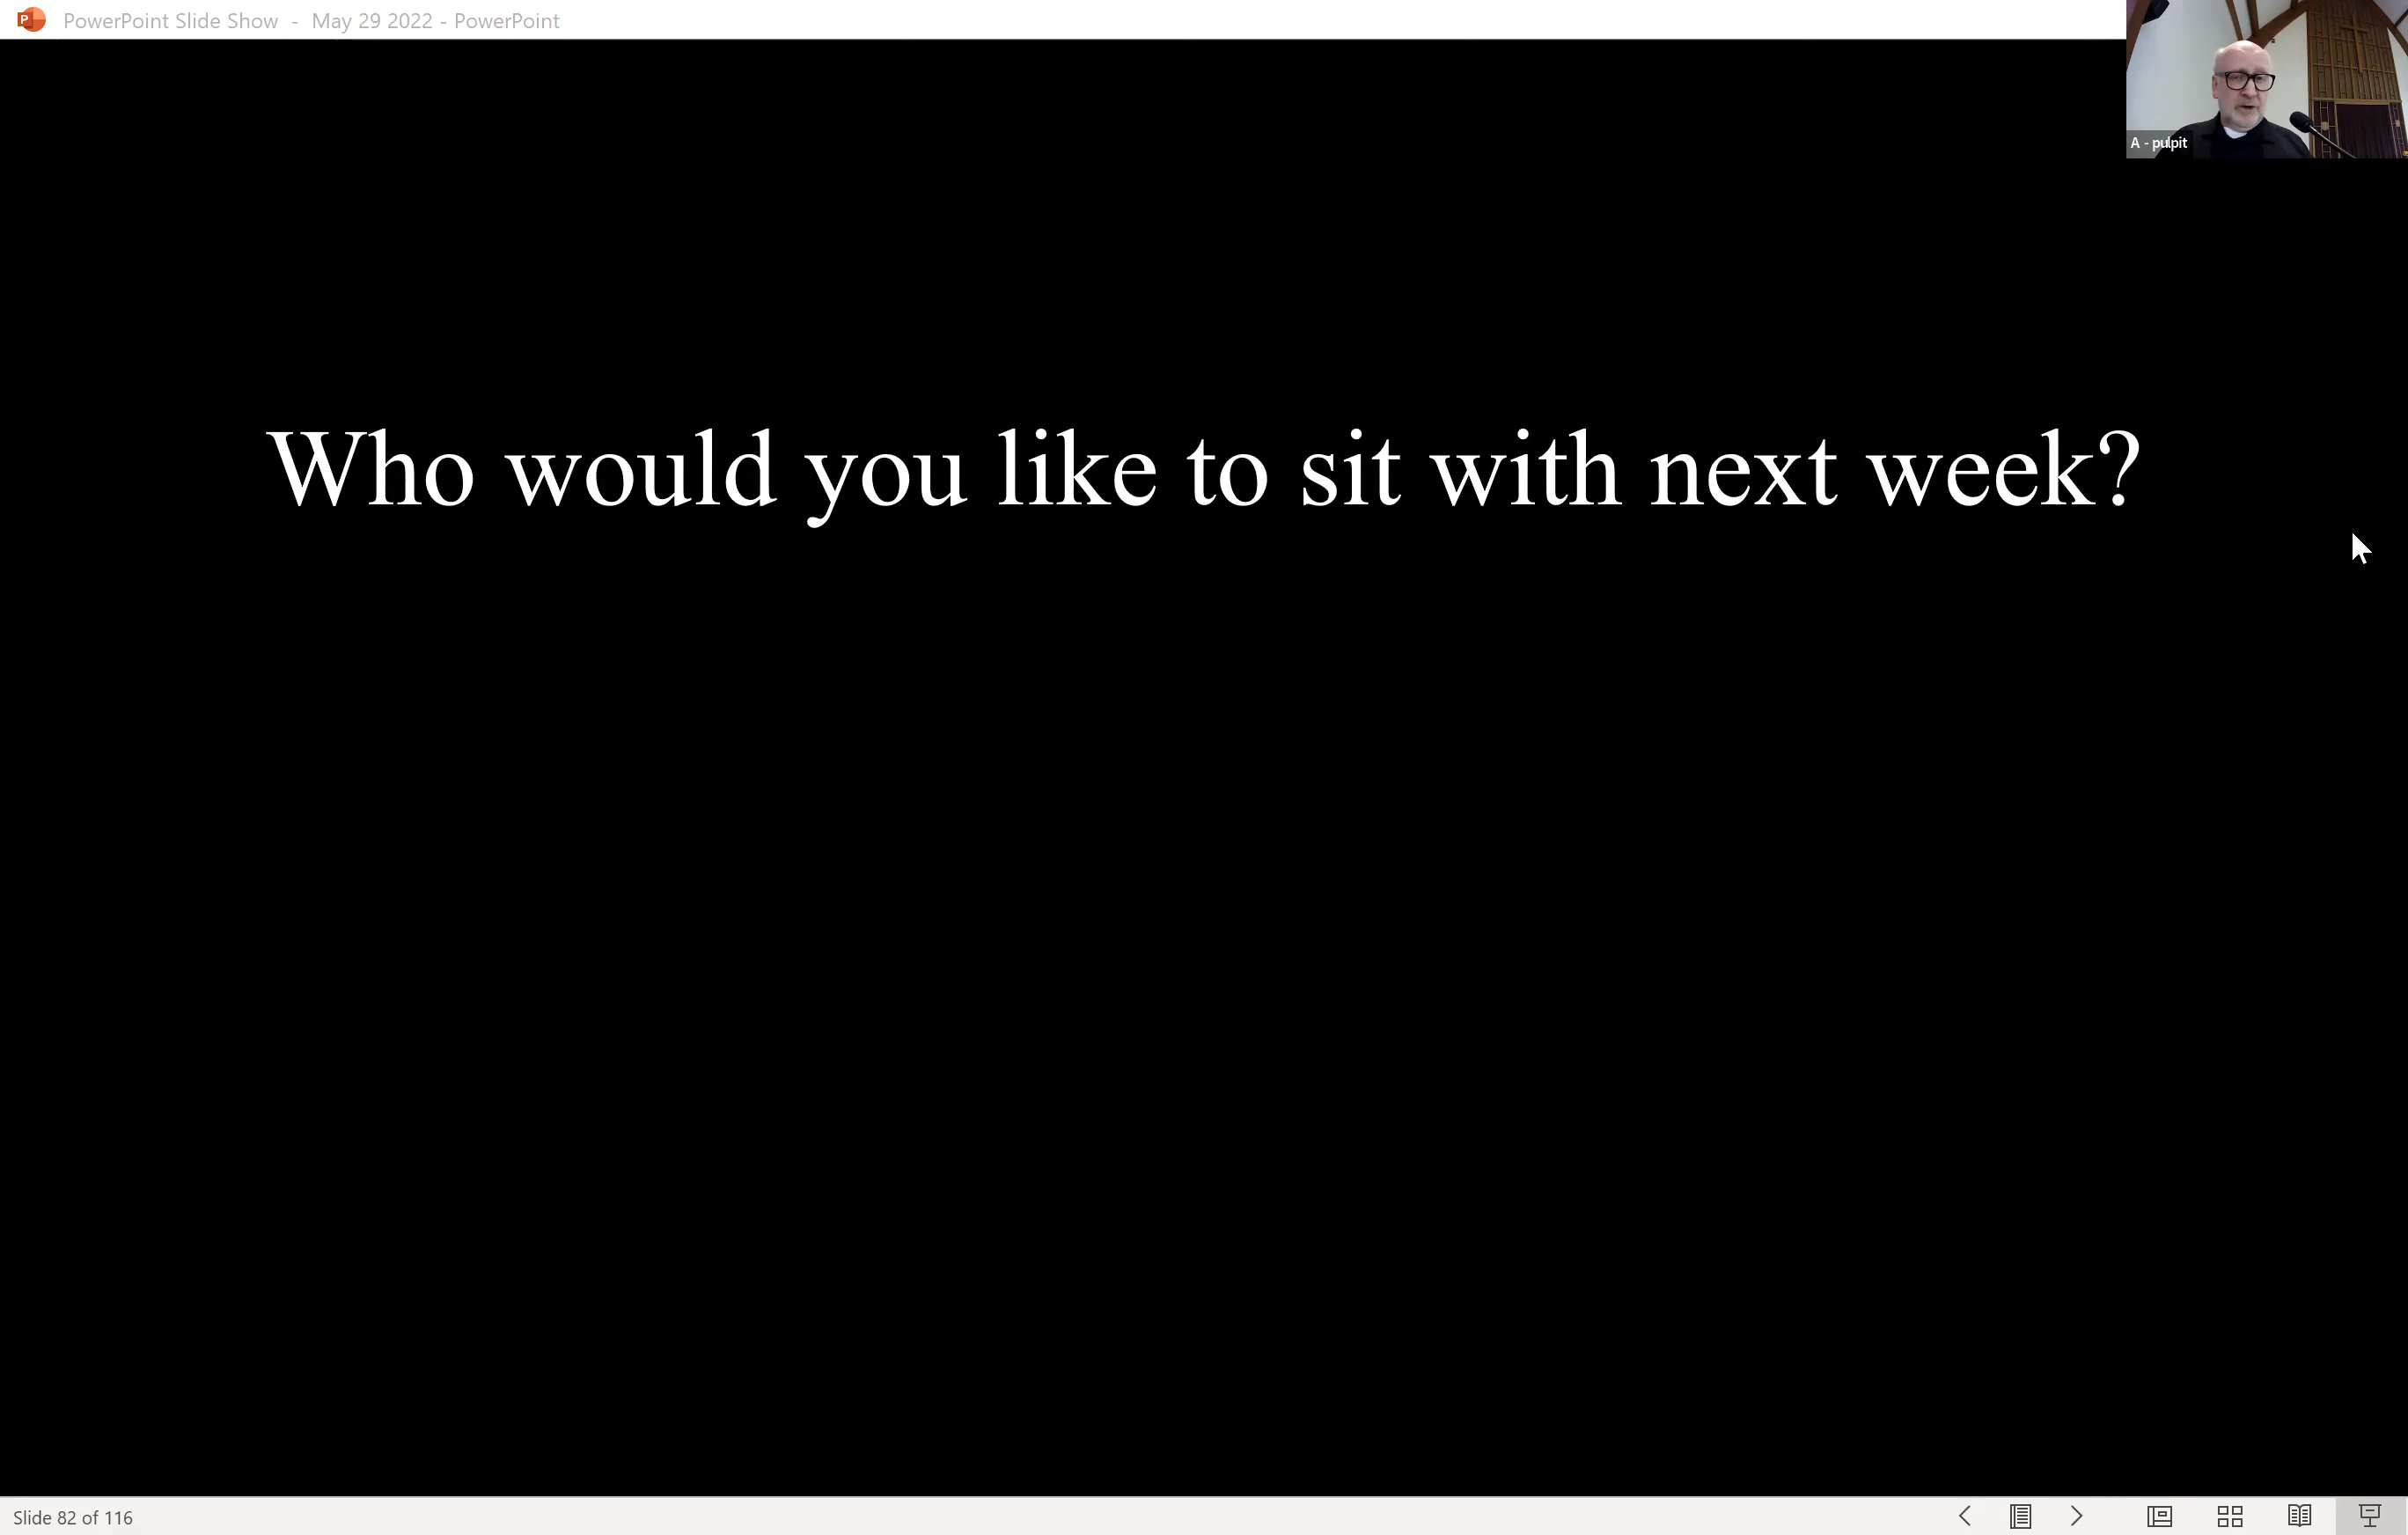 PowerPoint Slide Show - May 29 2022 - PowerPoint
A - pulpit
Who would you like to sit with next week?
Slide 82 of 116